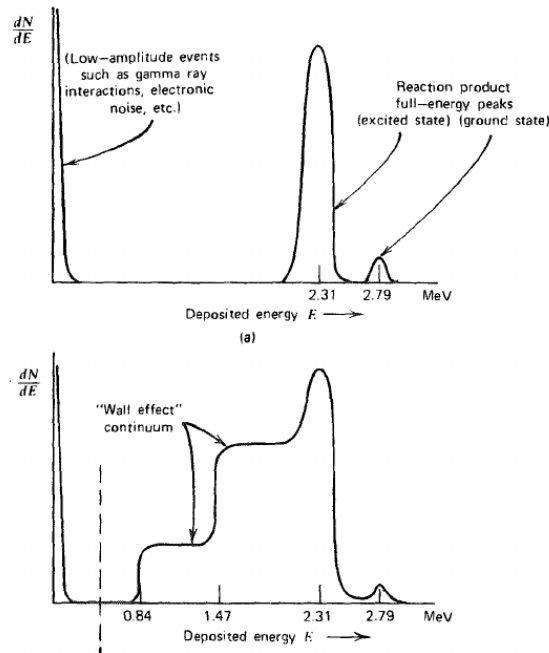 dN
dE
(Low–amplitude events
such as gamma ray
interactions, electronic
noise, etc.)
Reaction product
full–energy peaks
(excited state) (ground state)
2.31
2.79
MeV
Deposited energy E
(a)
dN
dE
"Wall effect"
continuum
0.84
1.47
2.31
2.79
MeV
Deposited energy E